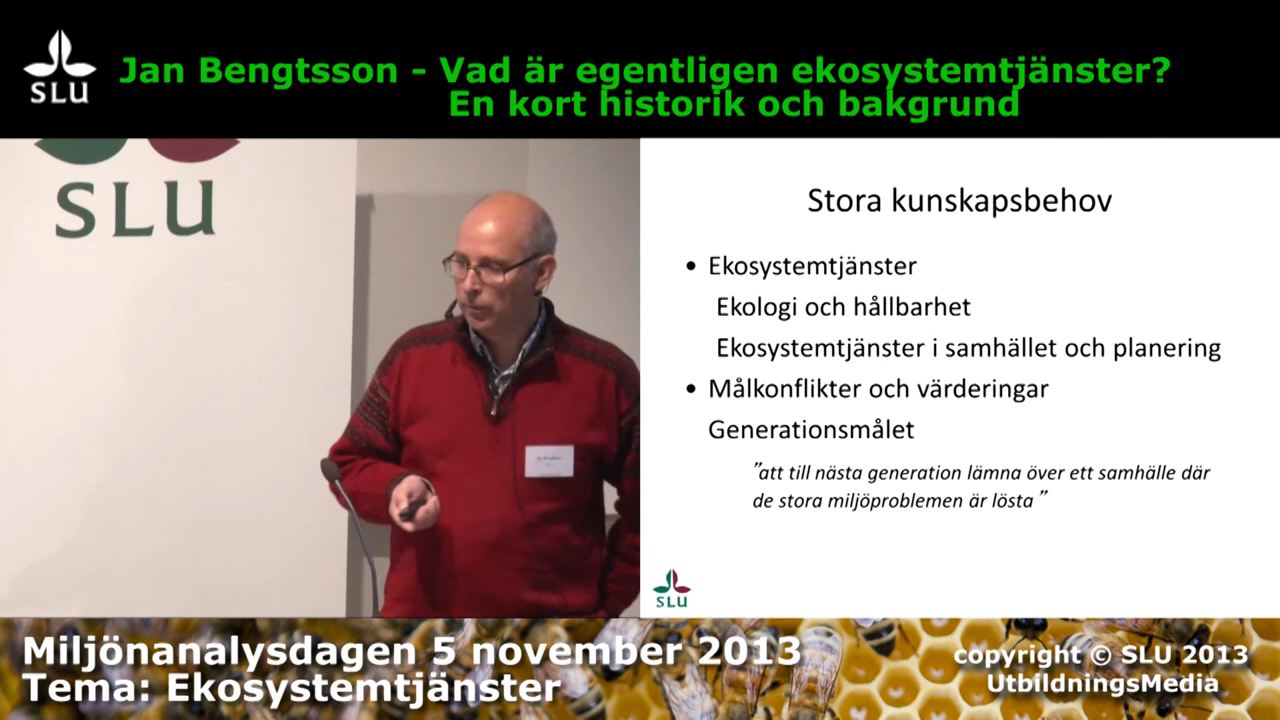 SLU
Jan Bengtsson - Vad är egentligen ekosystemtjänster?
En kort historik och bakgrund
SLU
Stora kunskapsbehov
• Ekosystemtjänster
Ekologi och hållbarhet
Ekosystemtjänster i samhället och planering
• Målkonflikter och värderingar
Generationsmålet
”att till nästa generation lämna över ett samhälle där
de stora miljöproblemen är lösta”
SLU
Miljönanalysdagen 5 november 2013
Tema: Ekosystemtjänster
copyright © SLU 2013
UtbildningsMedia